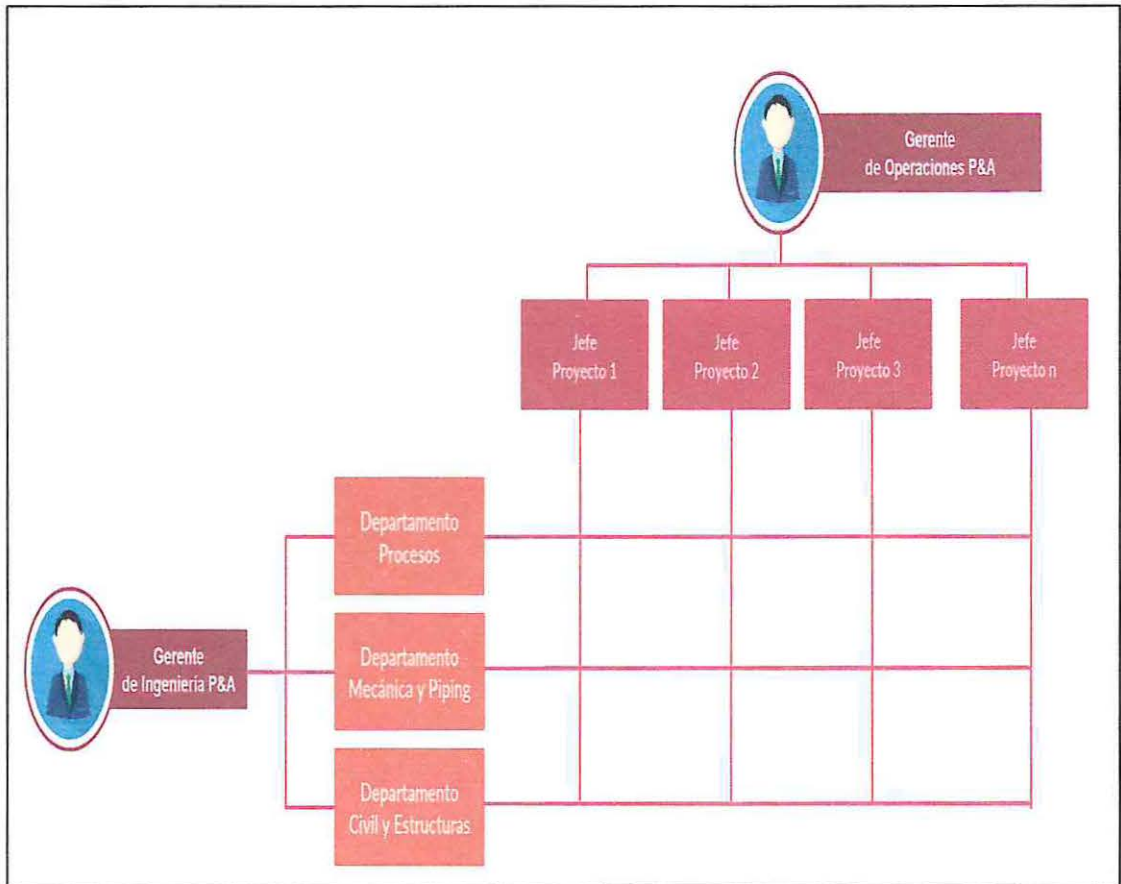 Gerente
de Operaciones P&A
Jefe
Proyecto 1
Jefe
Proyecto 2
Jefe
Proyecto 3
Jefe
Proyecto n
Departamento
Procesos
Gerente
de Ingeniería P&A
Departamento
Mecánica y Piping
Departamento
Civil y Estructuras